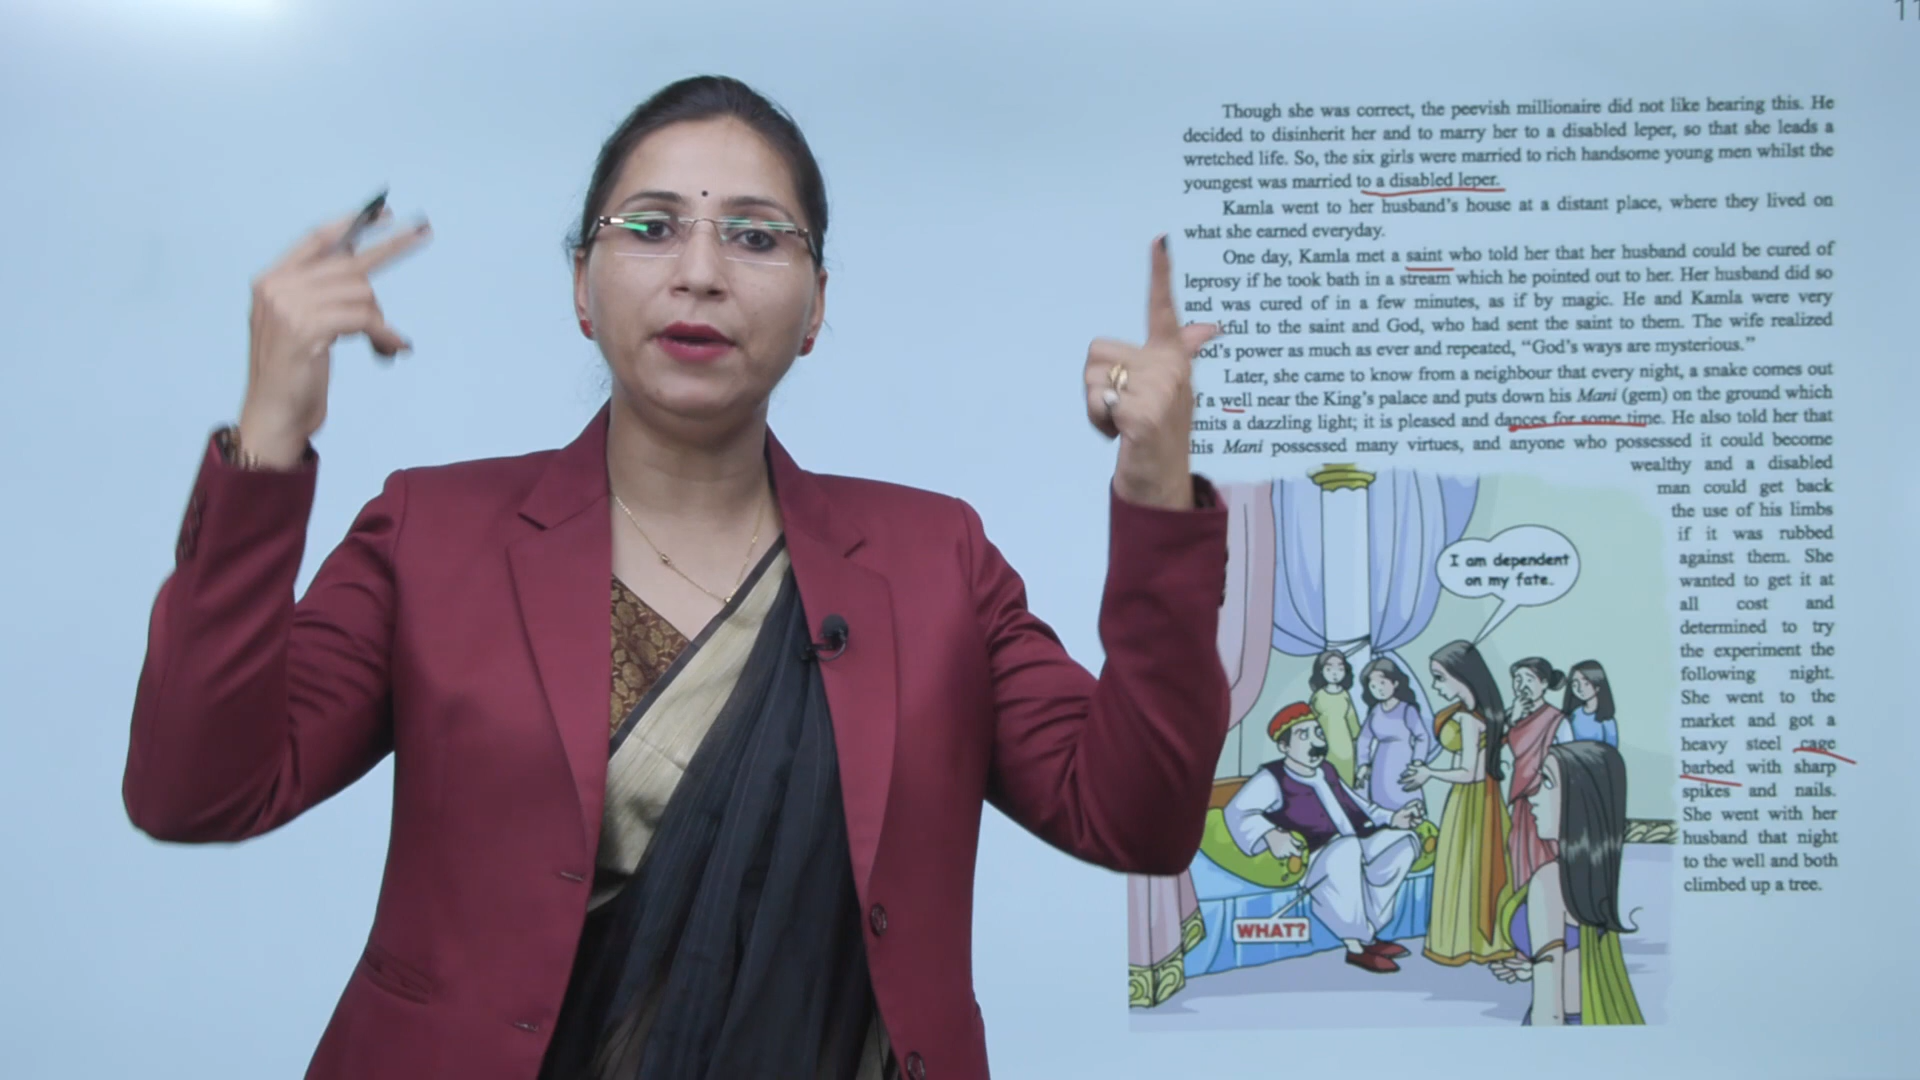 11
Though she was correct, the peevish millionaire did not like hearing this. He
decided to disinherit her and to marry her to a disabled leper, so that she leads a
wretched life. So, the six girls were married to rich handsome young men whilst the
youngest was married to a disabled leper.
Kamla went to her husband's house at a distant place, where they lived on
what she earned everyday.
One day, Kamla met a saint who told her that her husband could be cured of
leprosy if he took bath in a stream which he pointed out to her. Her husband did so
and was cured of in a few minutes, as if by magic. He and Kamla were very
to the saint and God, who had sent the saint to them. The wife realized
power as much as ever and repeated, "God's ways are mysterious."
Later, she came to know from a neighbour that every night, a snake comes out
a well near the King's palace and puts down his Mani (gem) on the ground which
a dazzling light; it is pleased and dances for some time. He also told her that
his Mani possessed many virtues, and anyone who possessed it could become
wealthy and a disabled
man could get back
the use of his limbs
if it was rubbed
against them. She
wanted to get it at
all cost and
determined to try
the experiment the
following night.
She went to the
market and got a
heavy steel cage
barbed with sharp
spikes and nails.
She went with her
husband that night
to the well and both
climbed up a tree.
I am dependent
on my fate.
WHAT?